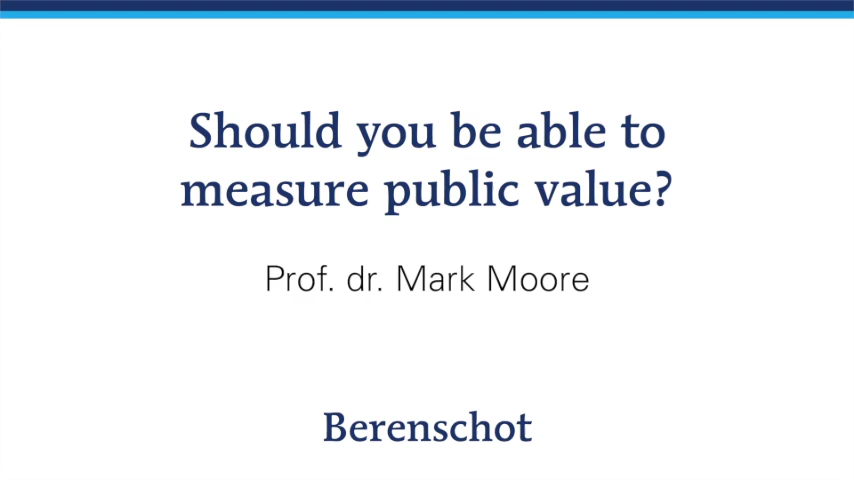 Should you be able to
measure public value?
Prof. dr. Mark Moore
Berenschot